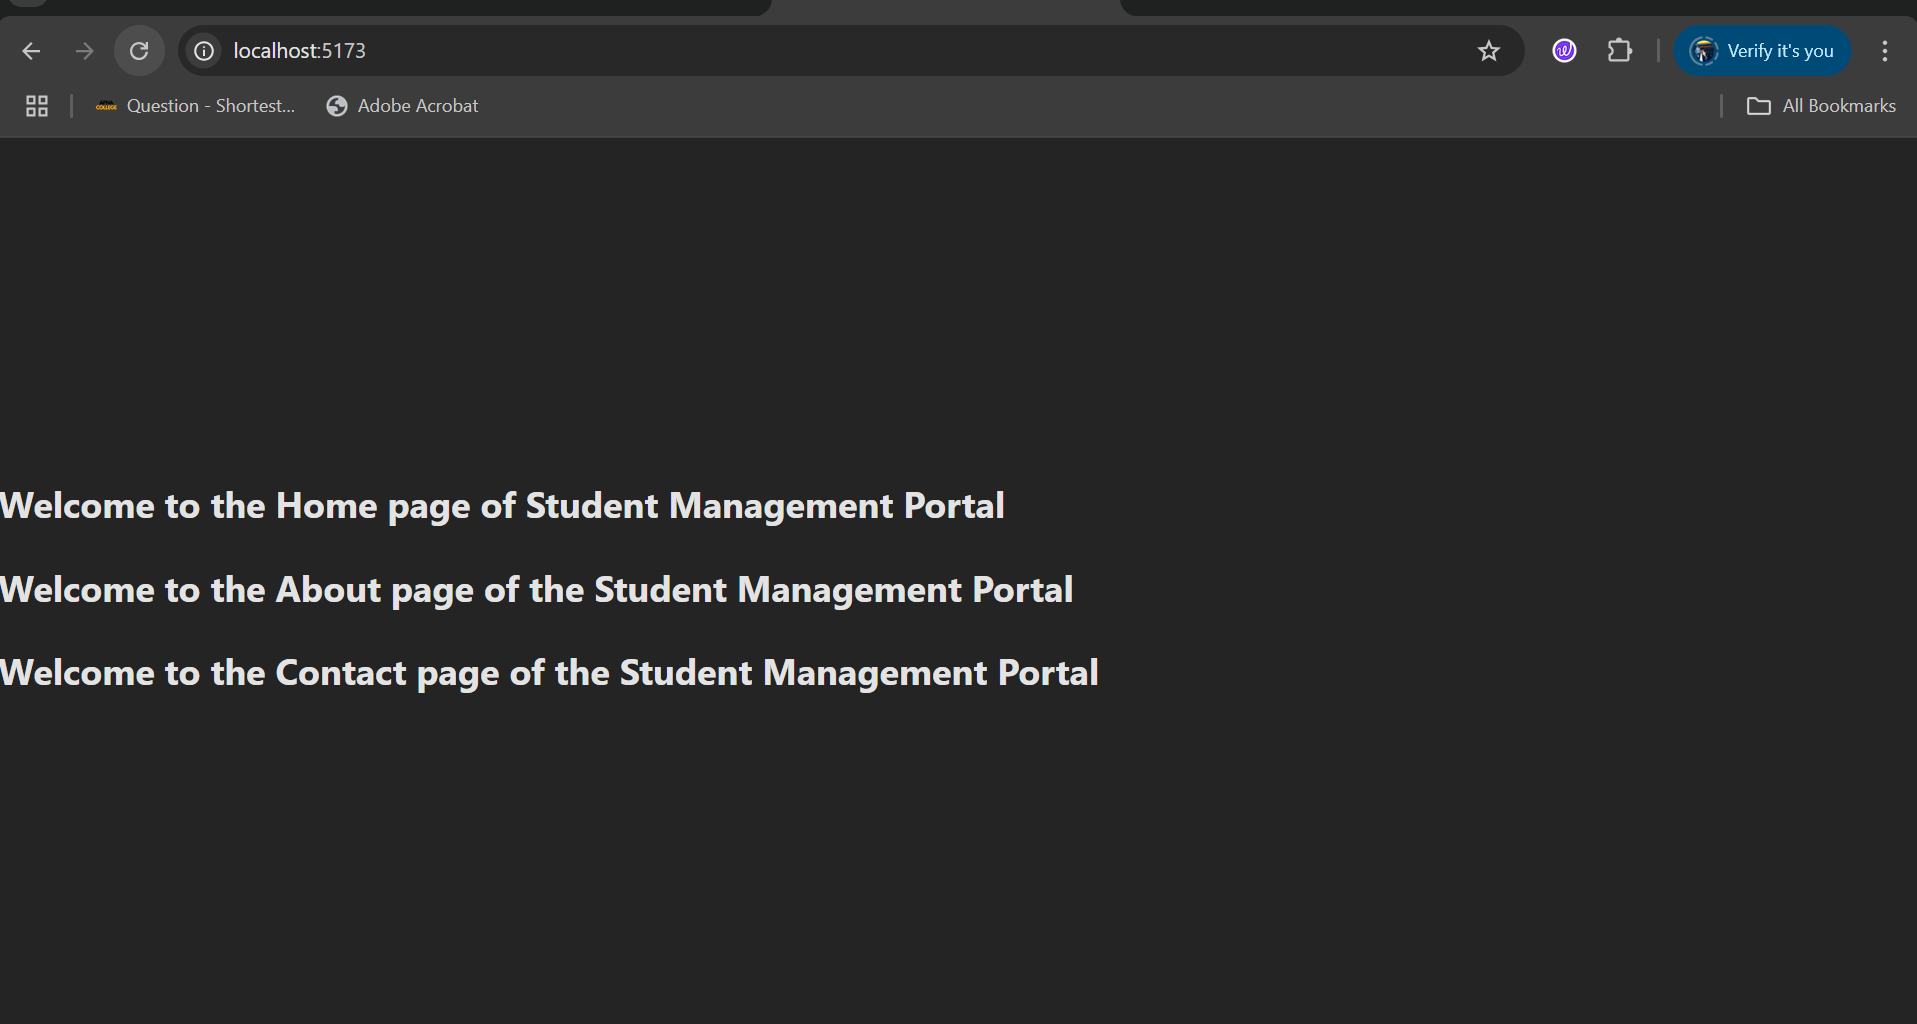 localhost:5173
Verify it's you
Question - Shortest...
Adobe Acrobat
All Bookmarks
Welcome to the Home page of Student Management Portal
Welcome to the About page of the Student Management Portal
Welcome to the Contact page of the Student Management Portal